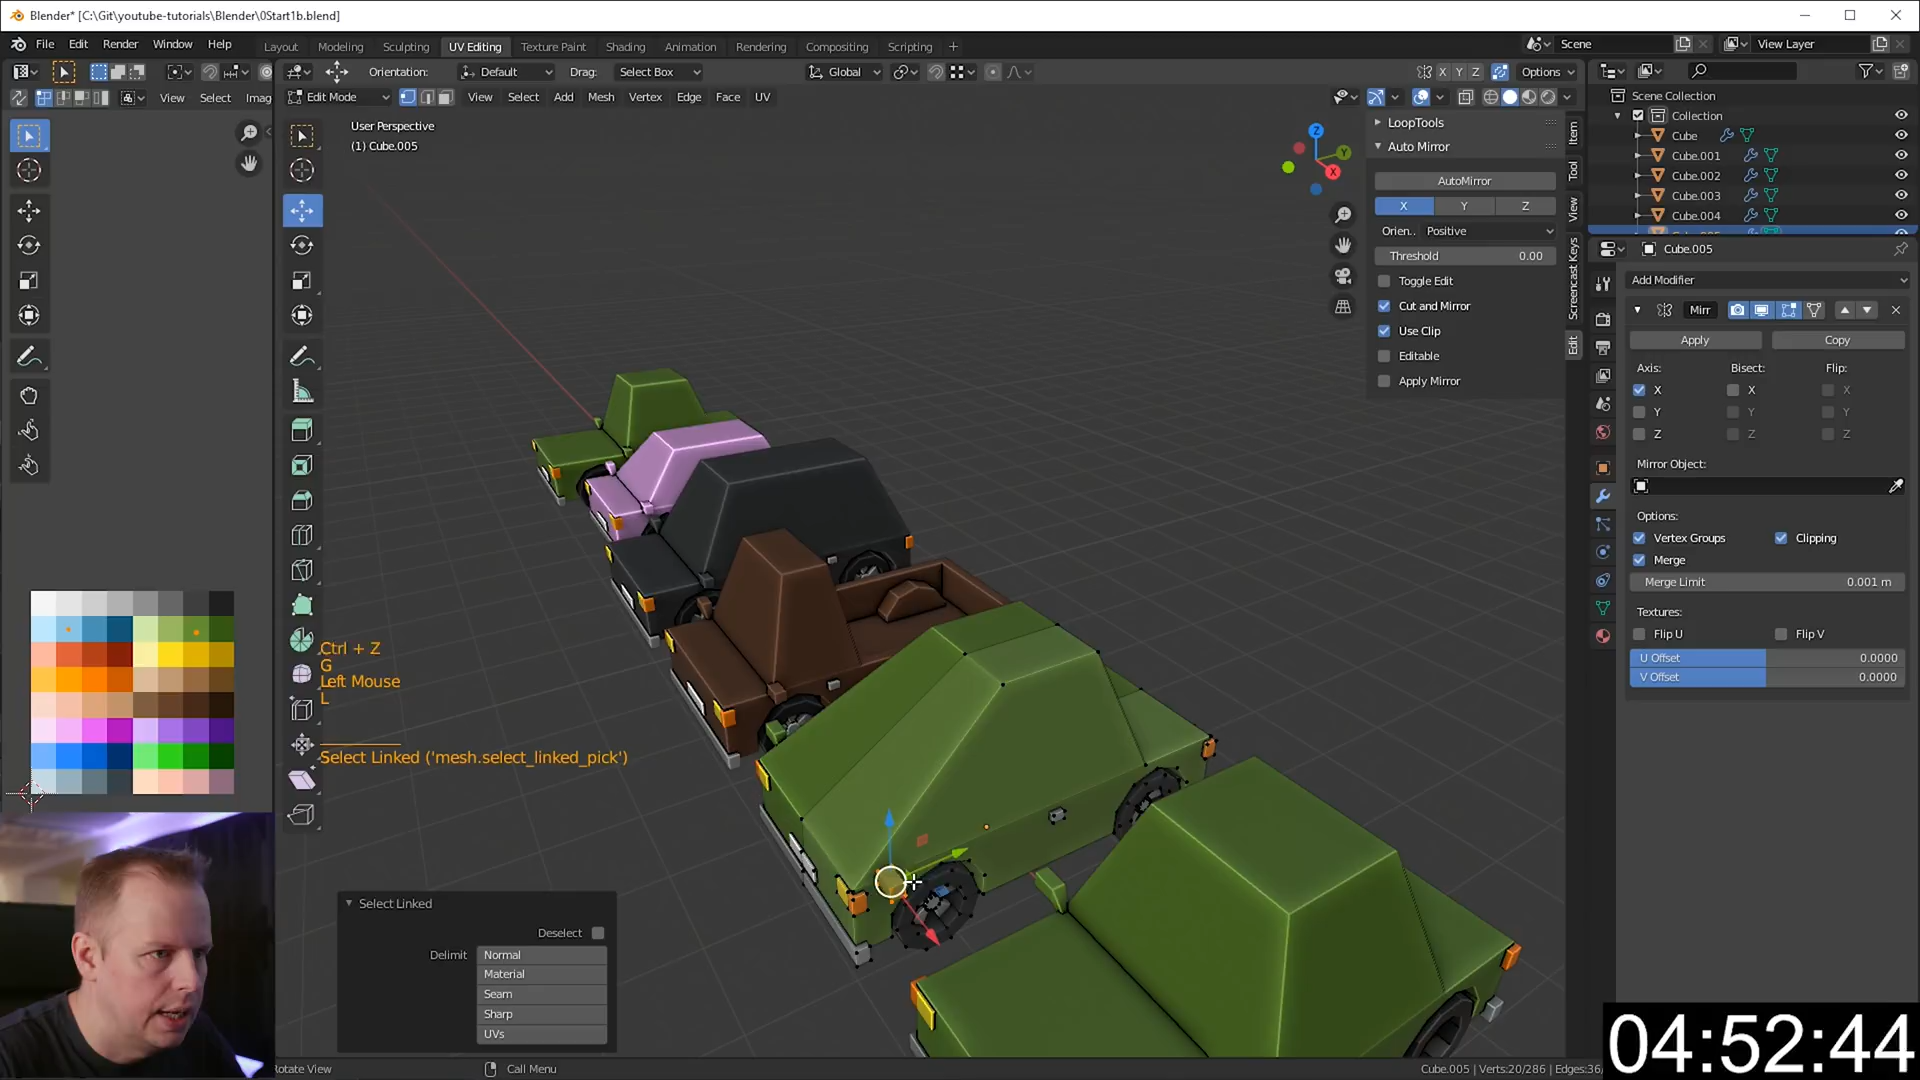 Blender* [C:\Git\youtube-tutorials\Blender\0Start1b.blend]
File Edit Render Window Help Layout Modeling Sculpting UV Editing Texture Paint Shading Animation Rendering Compositing Scripting + Scene View Layer
Orientation: Default Drag: Select Box Global X Y Z Options
View Select Imag Edit Mode View Select Add Mesh Vertex Edge Face UV
User Perspective
(1) Cube.005
Z
Y
X
LoopTools
Auto Mirror
AutoMirror
X Y Z
Orien.. Positive
Threshold 0.00
Toggle Edit
Cut and Mirror
Use Clip
Editable
Apply Mirror
Item
Tool
View
Screencast Keys
Edit
Scene Collection
Collection
Cube
Cube.001
Cube.002
Cube.003
Cube.004
Cube.005
Add Modifier
Mirr
Apply Copy
Axis: Bisect: Flip:
X X X
Y Y Y
Z Z Z
Mirror Object:
Options:
Vertex Groups Clipping
Merge
Merge Limit 0.001 m
Textures:
Flip U Flip V
U Offset 0.0000
V Offset 0.0000
Ctrl + Z
G
Left Mouse
L
Select Linked ('mesh.select_linked_pick')
Select Linked
Deselect
Delimit Normal
Material
Seam
Sharp
UVs
Rotate View Call Menu Cube.005 | Verts:20/286 | Edges:36/
04:52:44